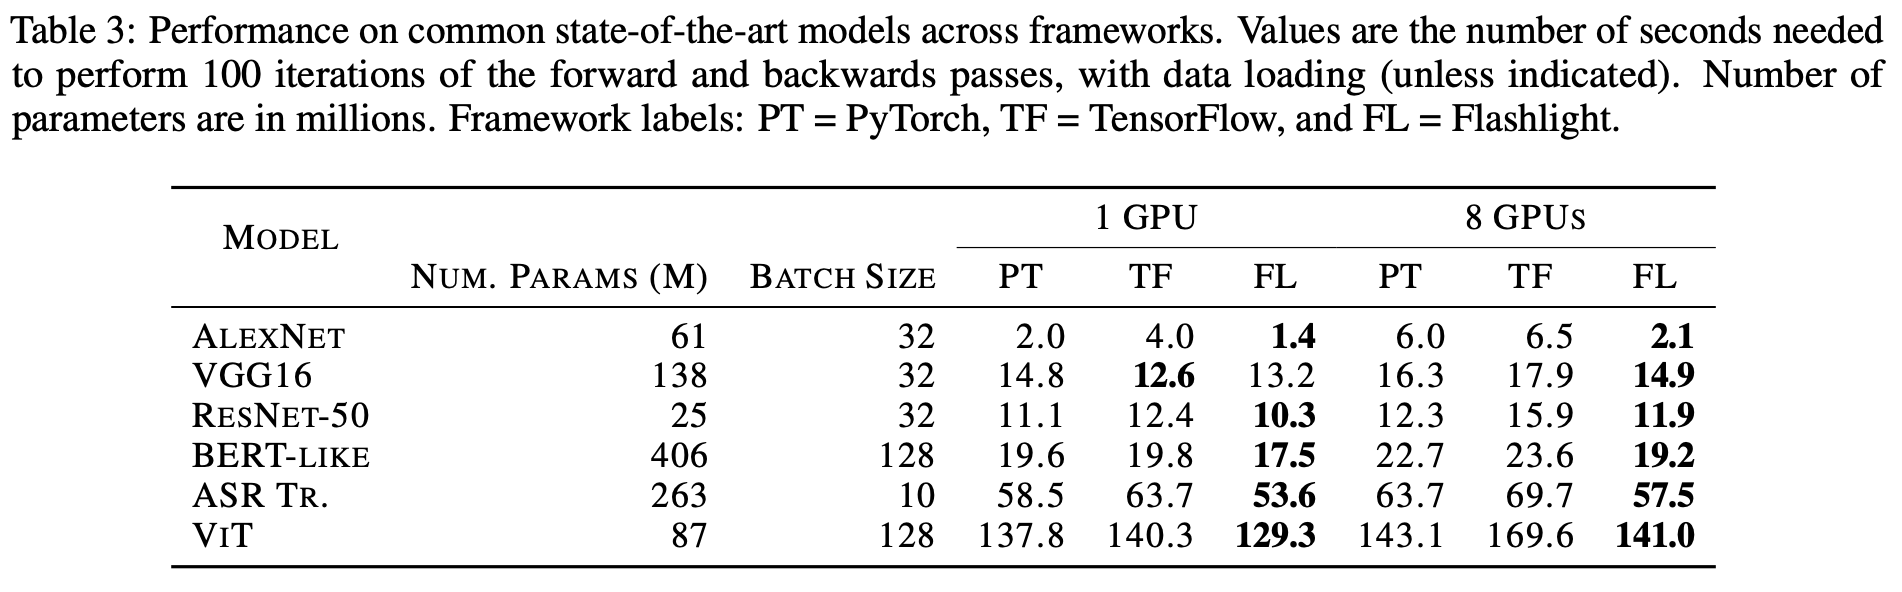 Table 3: Performance on common state-of-the-art models across frameworks. Values are the number of seconds needed
to perform 100 iterations of the forward and backwards passes, with data loading (unless indicated). Number of
parameters are in millions. Framework labels: PT = PyTorch, TF = TensorFlow, and FL = Flashlight.
1 GPU 8 GPUS
MODEL
NUM. PARAMS (M) BATCH SIZE PT TF FL PT TF FL
ALEXNET 61 32 2.0 4.0 1.4 6.0 6.5 2.1
VGG16 138 32 14.8 12.6 13.2 16.3 17.9 14.9
RESNET-50 25 32 11.1 12.4 10.3 12.3 15.9 11.9
BERT-LIKE 406 128 19.6 19.8 17.5 22.7 23.6 19.2
ASR TR. 263 10 58.5 63.7 53.6 63.7 69.7 57.5
VIT 87 128 137.8 140.3 129.3 143.1 169.6 141.0